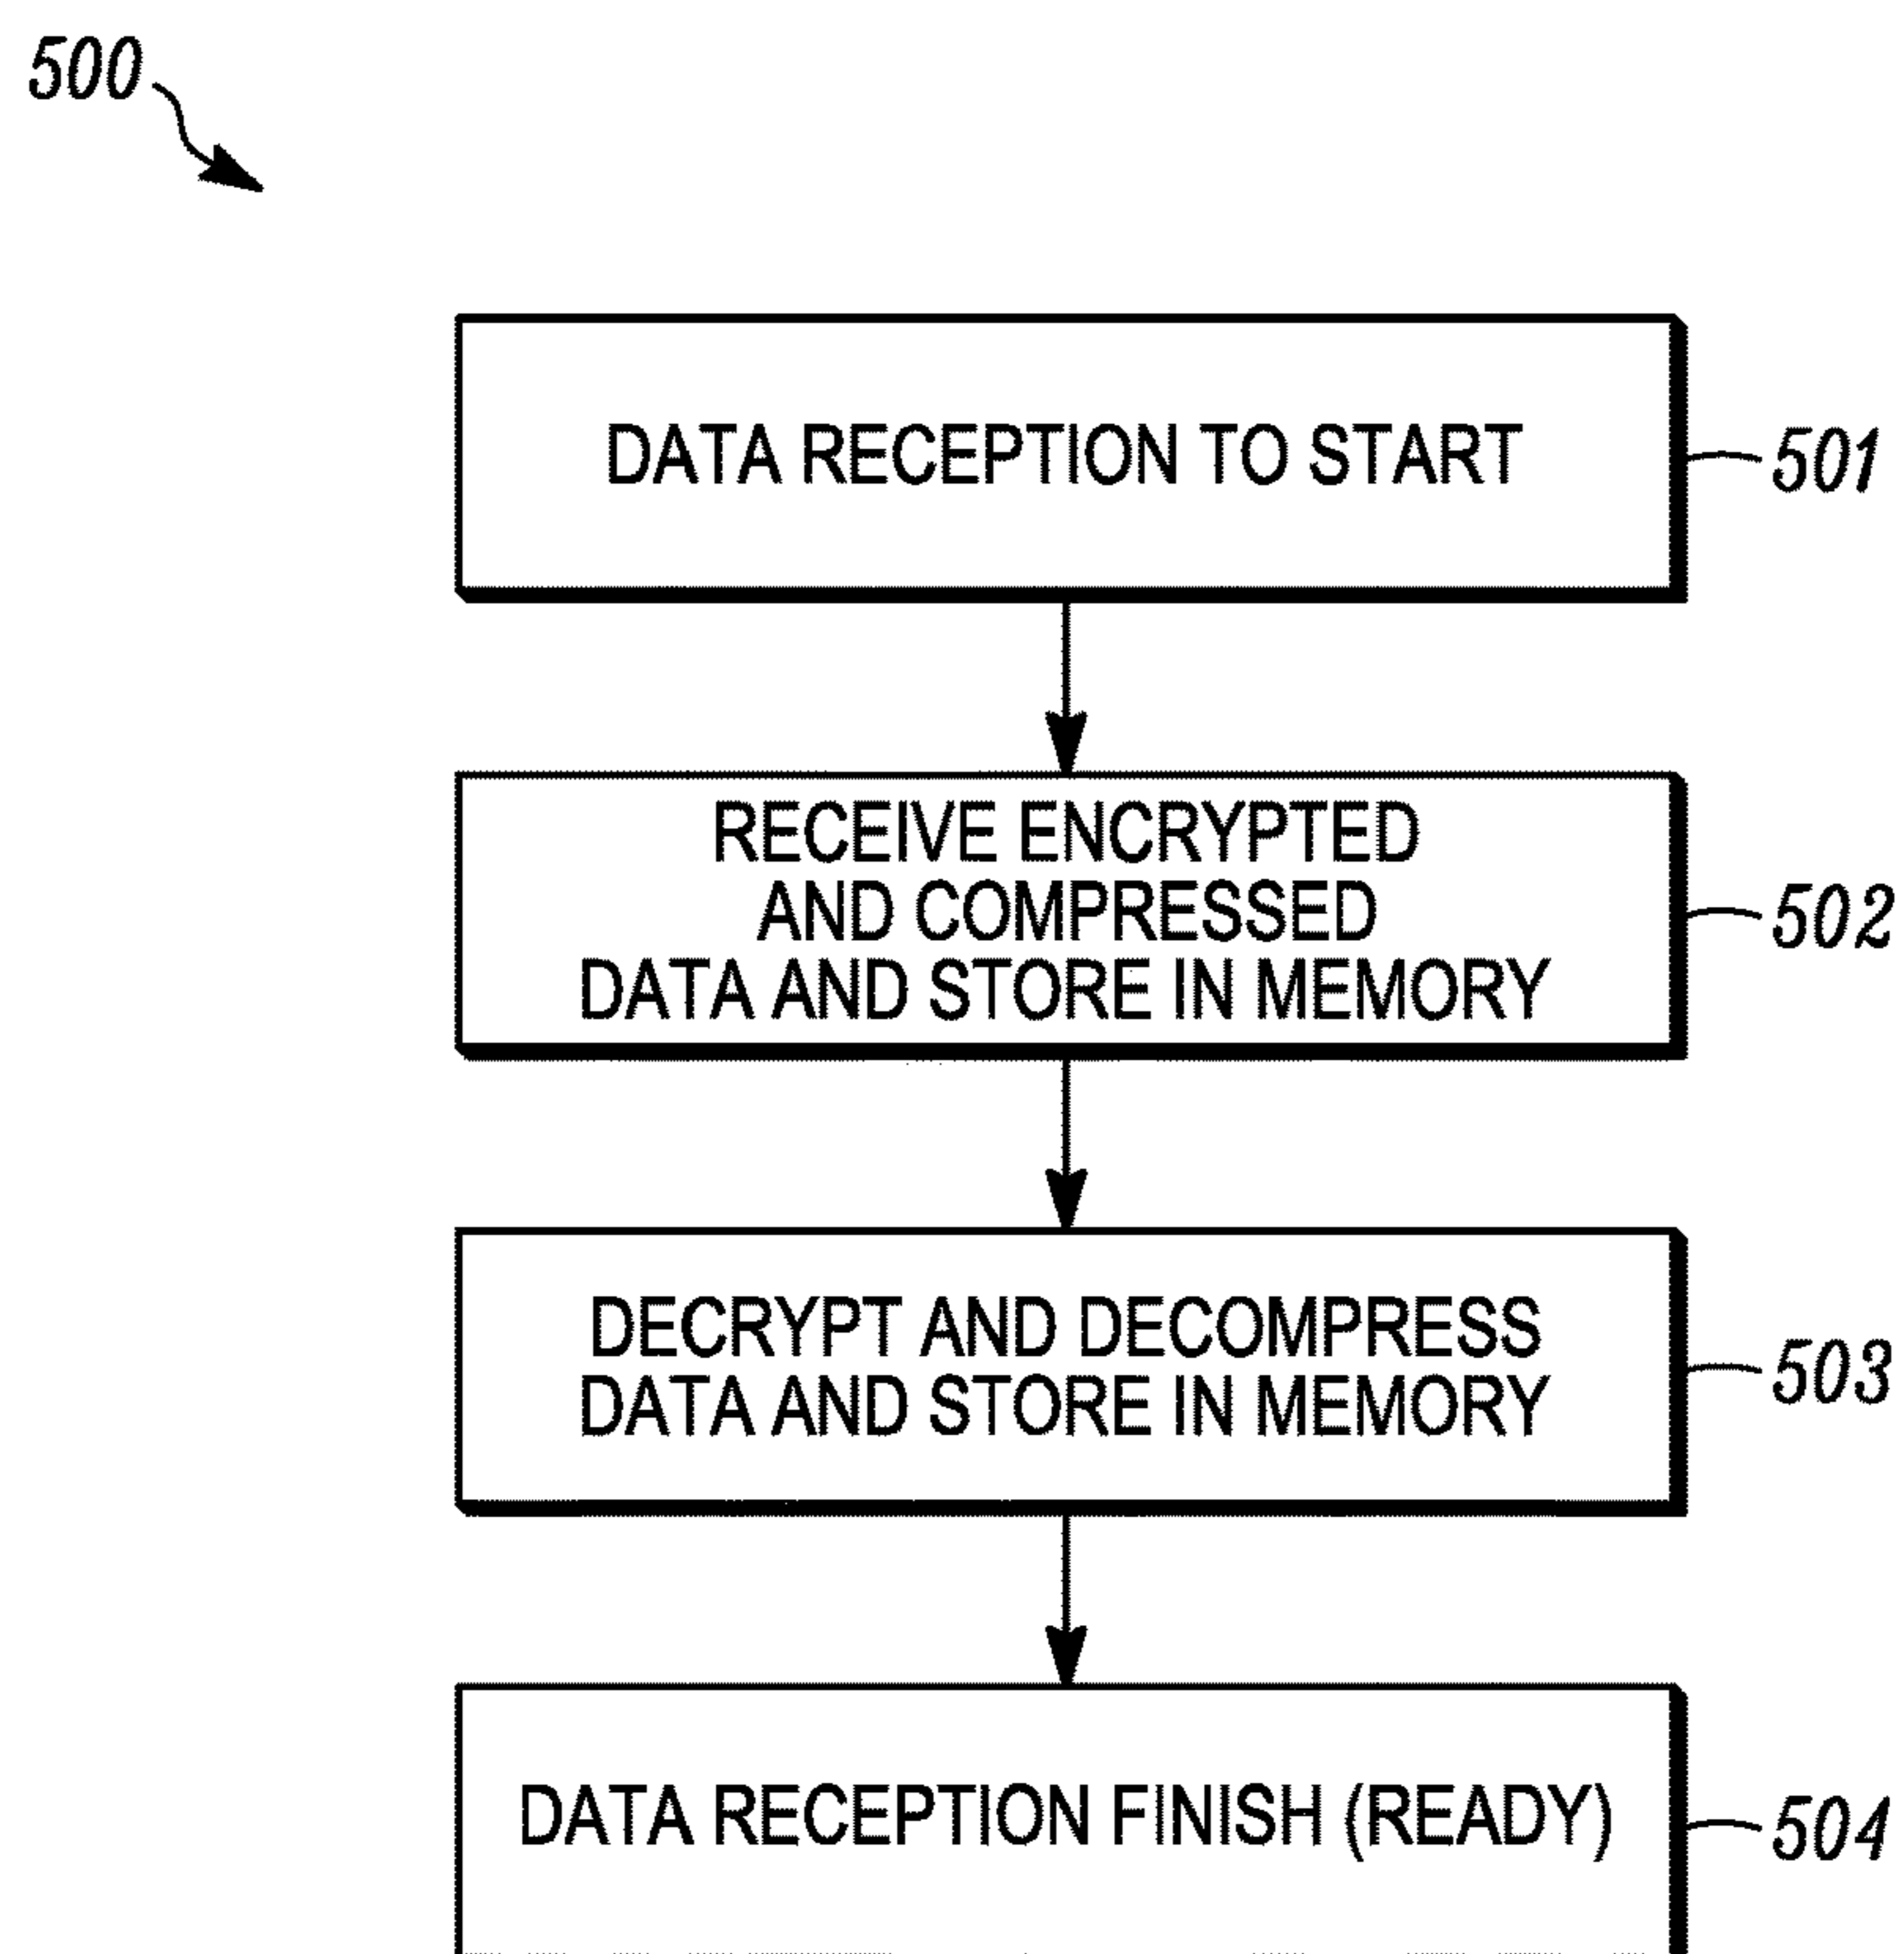 500
DATA RECEPTION TO START
501
RECEIVE ENCRYPTED
AND COMPRESSED
DATA AND STORE IN MEMORY
502
DECRYPT AND DECOMPRESS
DATA AND STORE IN MEMORY
503
DATA RECEPTION FINISH (READY)
504